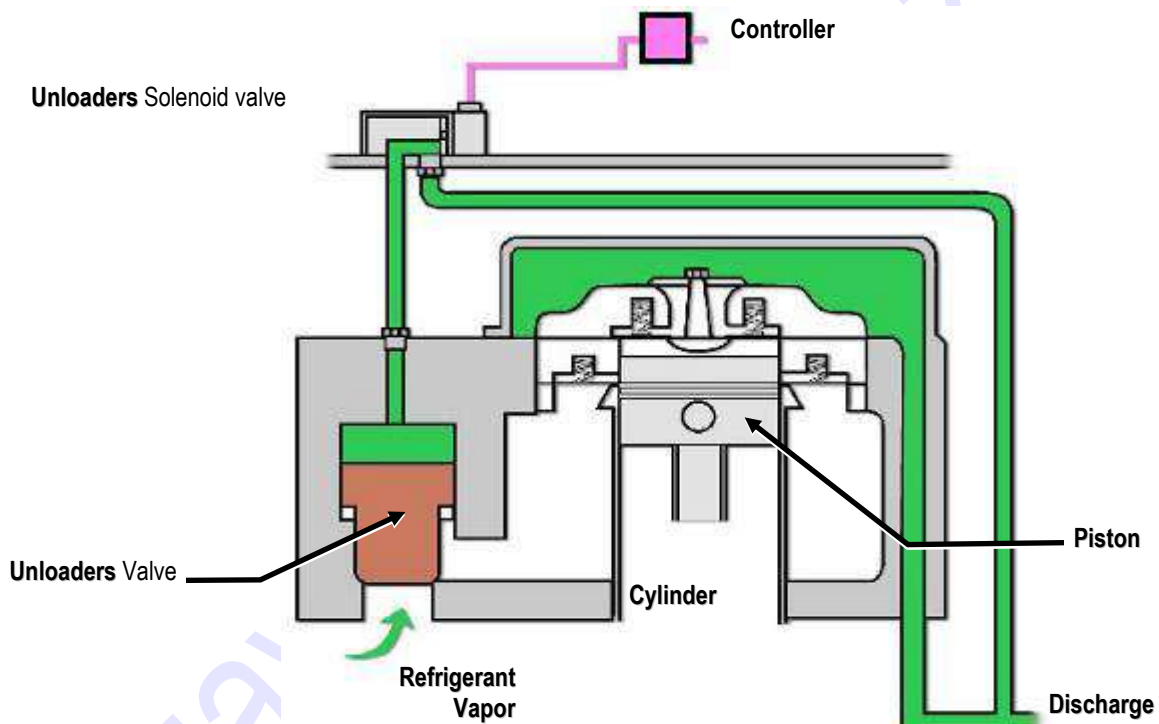 Controller
Unloaders Solenoid valve
Piston
Unloaders Valve
Cylinder
Refrigerant
Vapor
Discharge